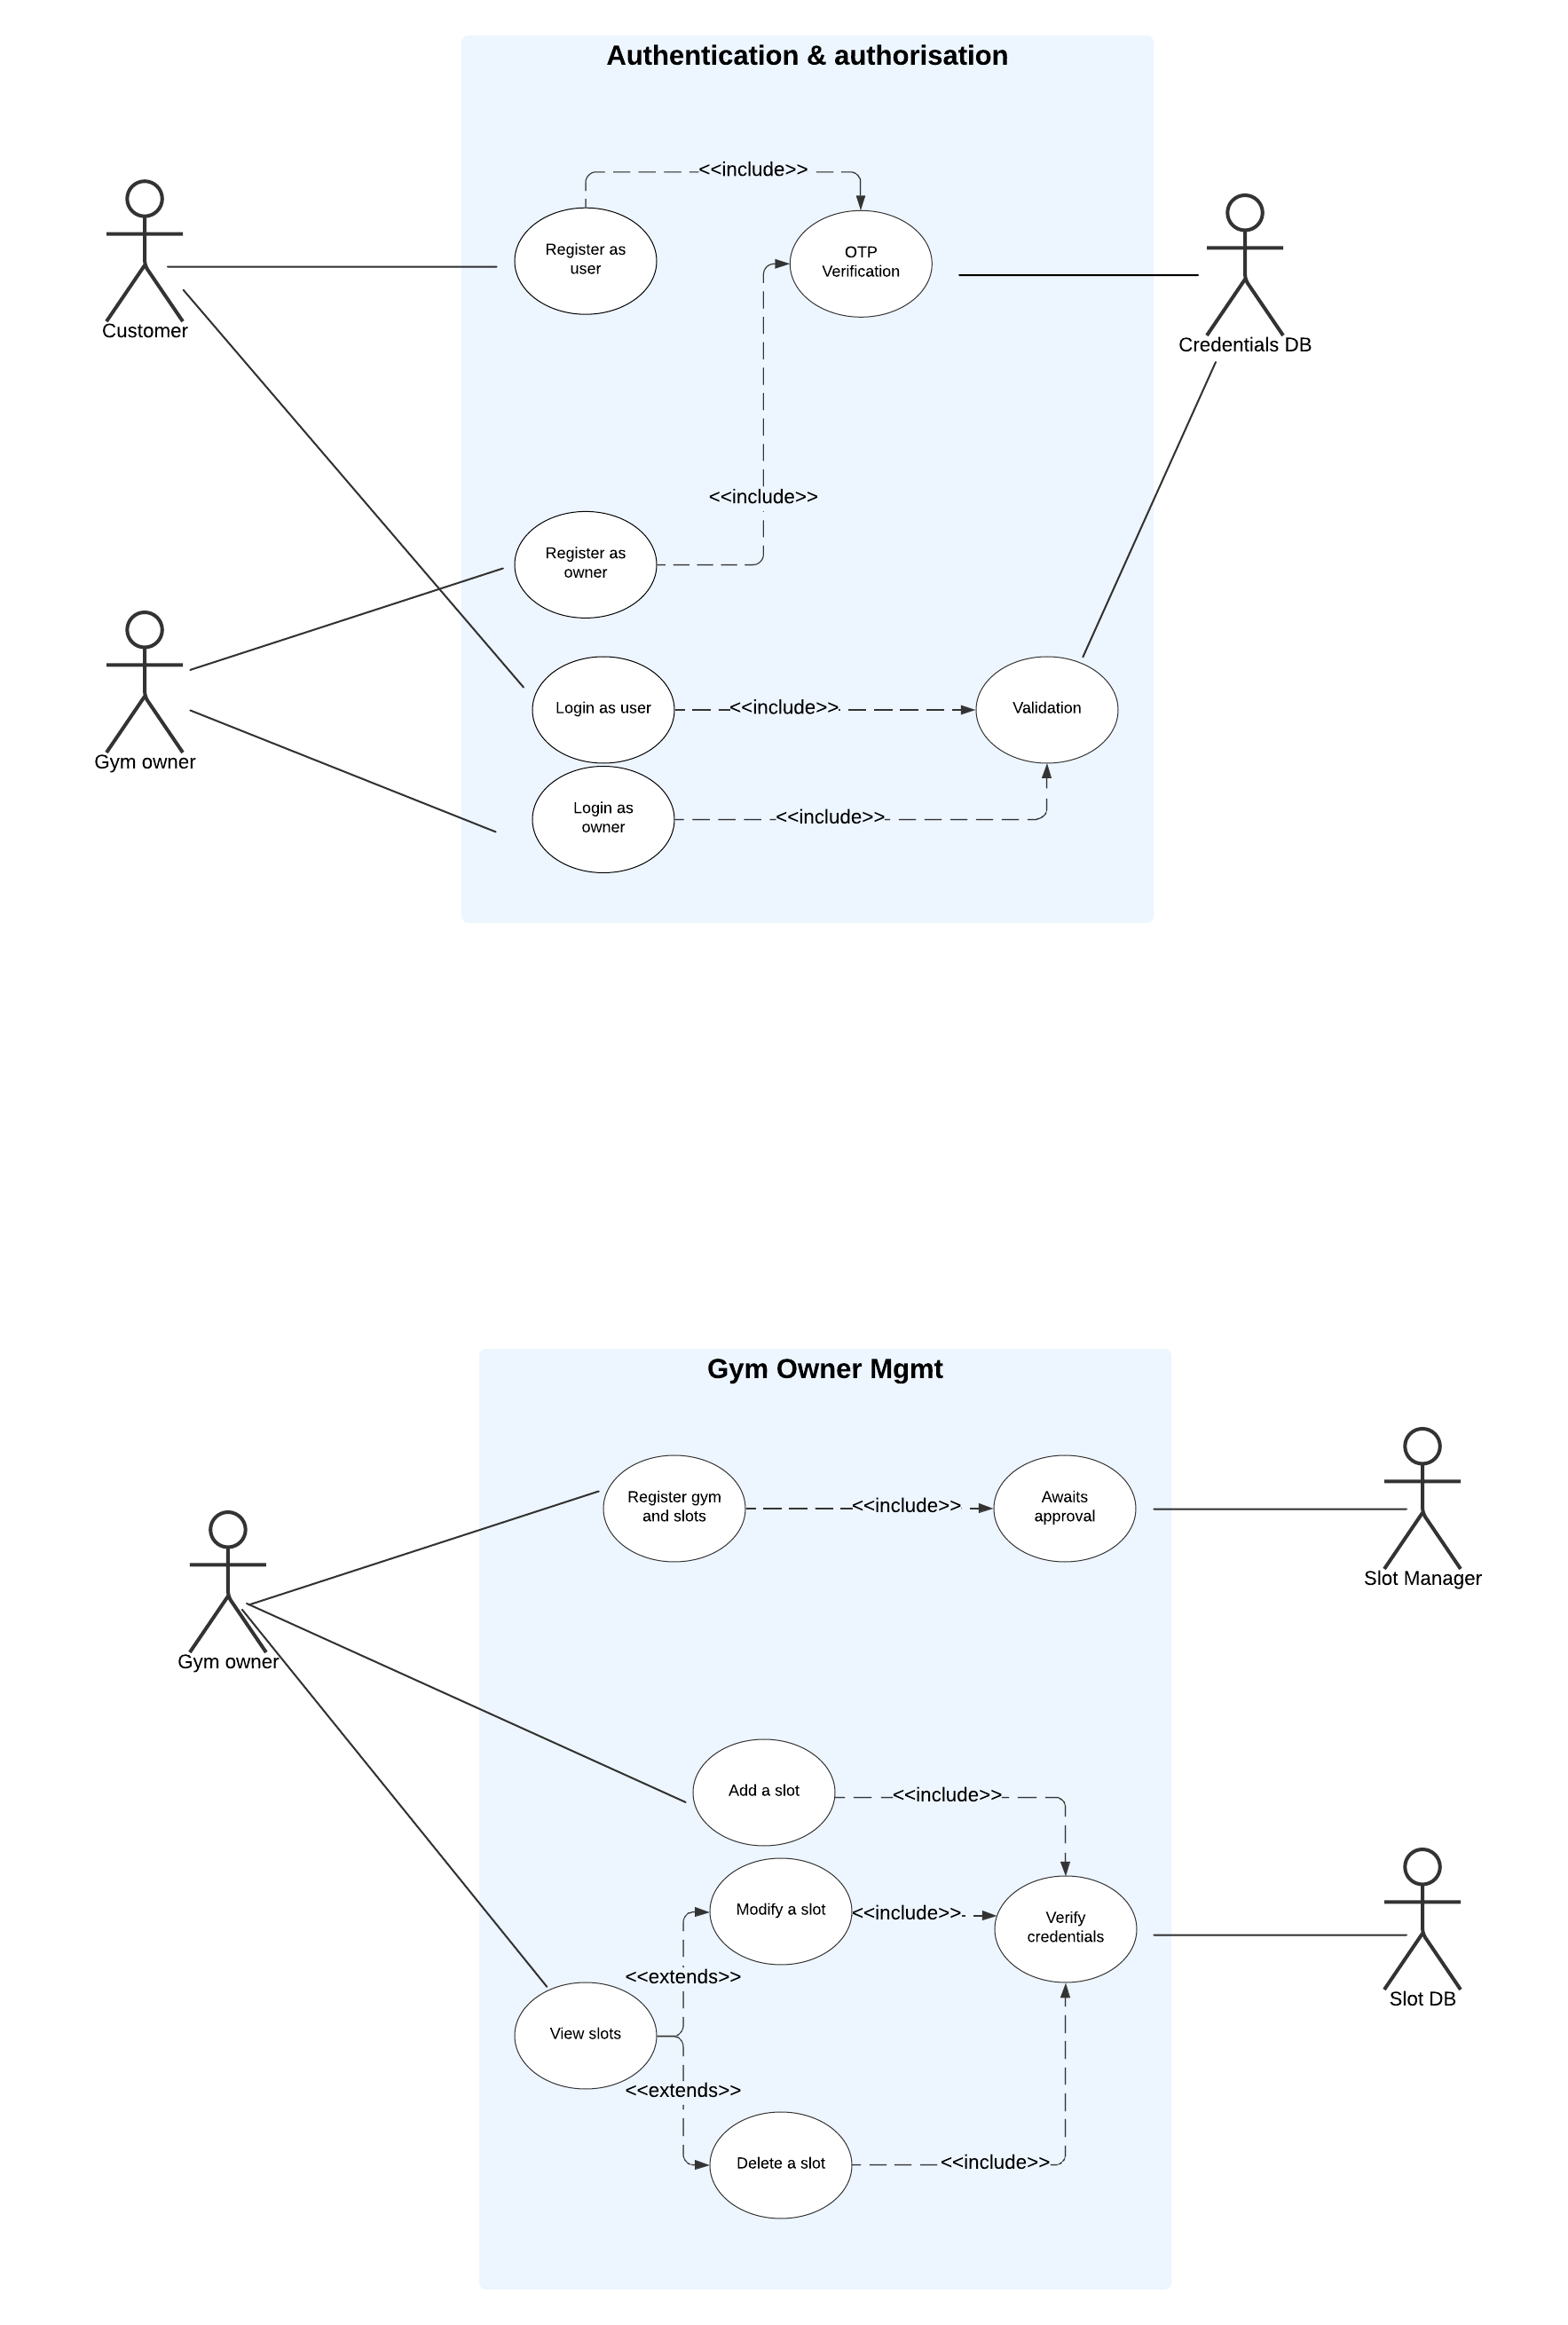 Authentication & authorisation
<<include>>
Register as
user
OTP
Verification
Customer
Credentials DB
<<include>>
Register as
owner
Gym owner
Login as user
<<include>>
Validation
Login as
owner
<<include>>
Gym Owner Mgmt
Register gym
and slots
<<include>>
Awaits
approval
Slot Manager
Gym owner
Add a slot
<<include>>
Modify a slot
<<include>>
Verify
credentials
<<extends>>
Slot DB
View slots
<<extends>>
Delete a slot
<<include>>